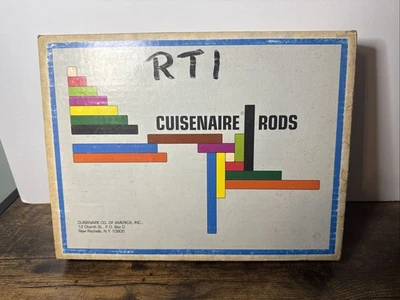 RTI
CUISENAIRE® RODS
CUISENAIRE CO. OF AMERICA, INC.
12 Church St., P.O. Box D
New Rochelle, N.Y. 10805